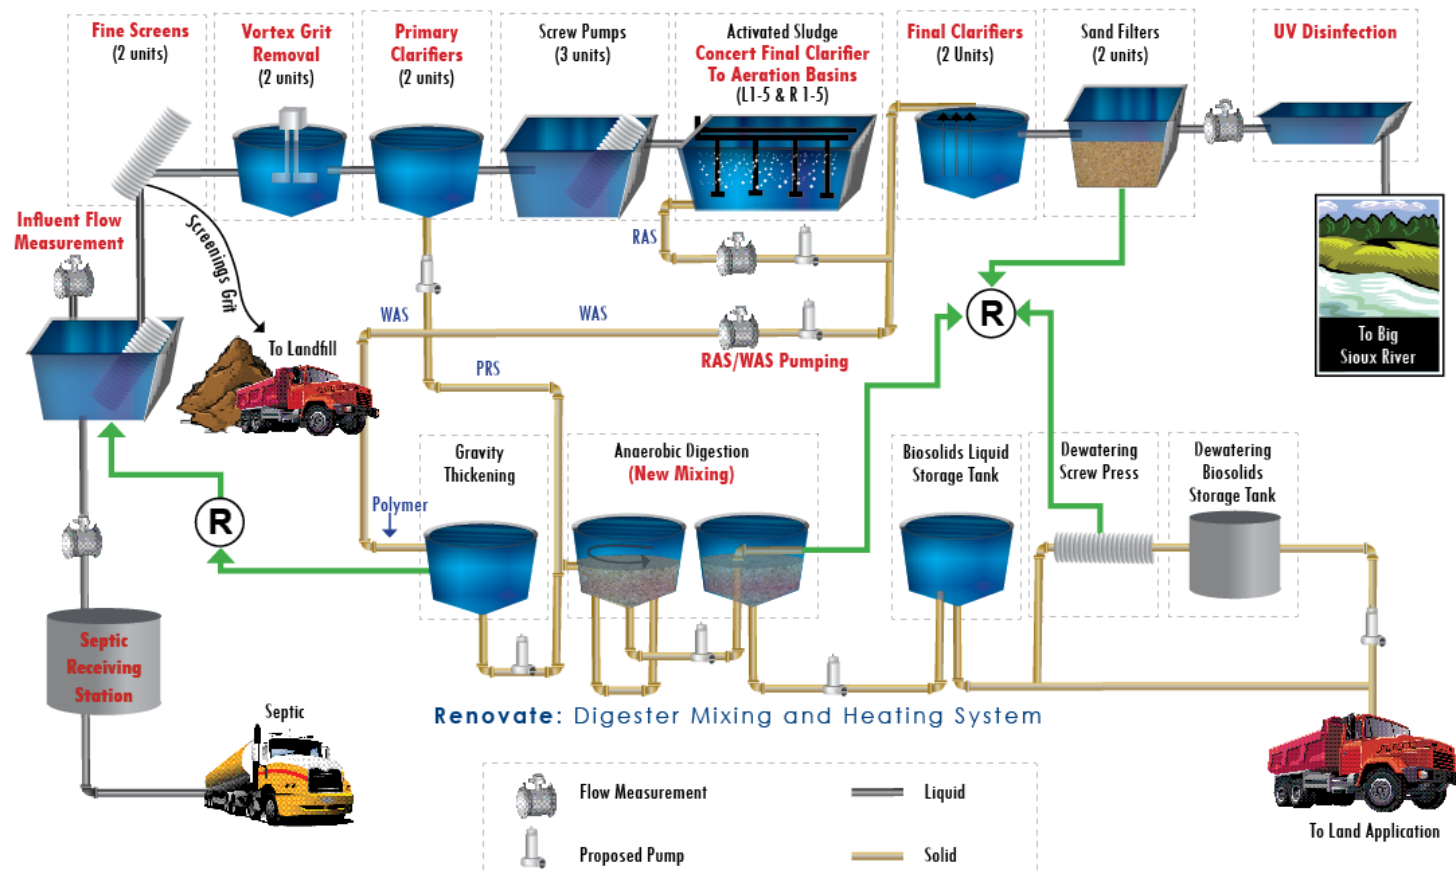 Fine Screens
(2 units)
Vortex Grit
Removal
(2 units)
Primary
Clarifiers
(2 units)
Screw Pumps
(3 units)
Activated Sludge
Concert Final Clarifier
To Aeration Basins
(L1-5 & R 1-5)
Final Clarifiers
(2 Units)
Sand Filters
(2 units)
UV Disinfection
Influent Flow
Measurement
Screenings Grit
To Landfill
RAS
WAS
WAS
RAS/WAS Pumping
PRS
R
To Big
Sioux River
Gravity
Thickening
Anaerobic Digestion
(New Mixing)
Biosolids Liquid
Storage Tank
Dewatering
Screw Press
Dewatering
Biosolids
Storage Tank
Polymer
R
Septic
Receiving
Station
Septic
Renovate: Digester Mixing and Heating System
Flow Measurement
Liquid
Proposed Pump
Solid
To Land Application